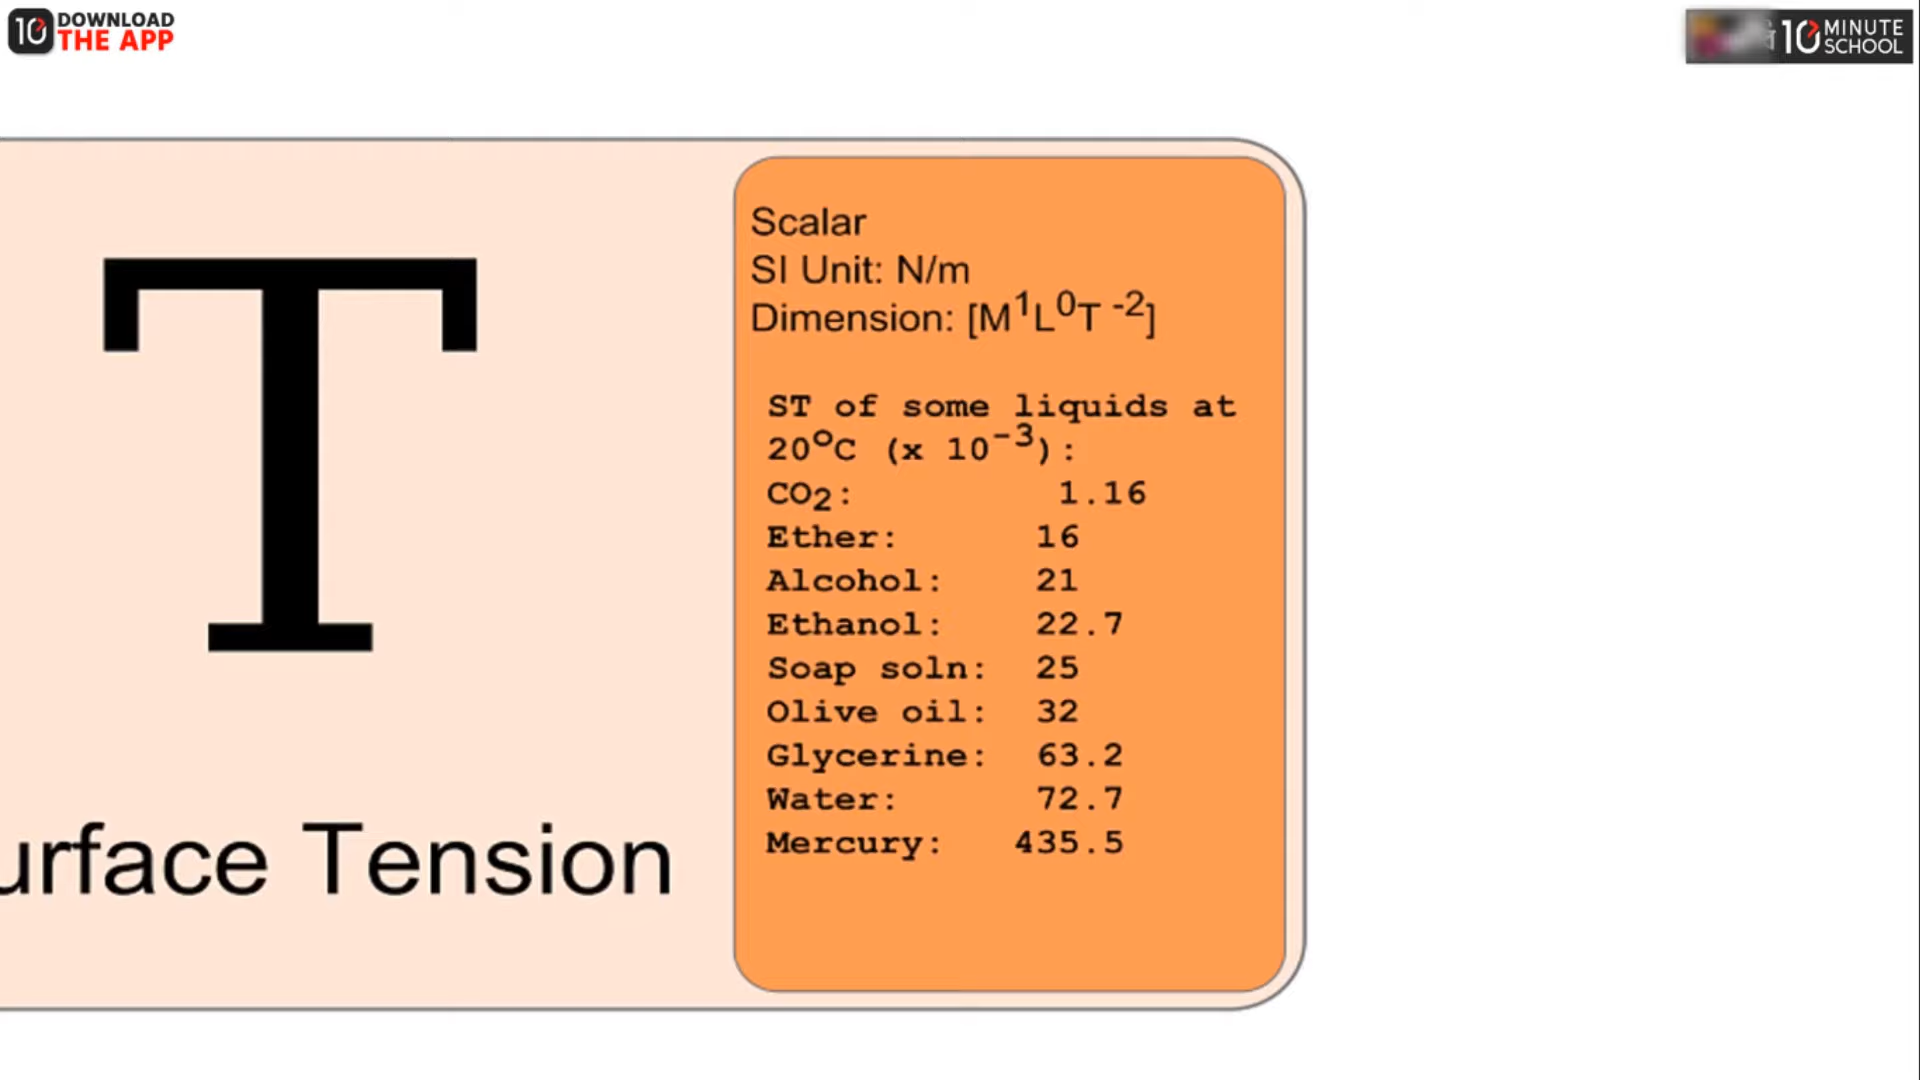 10 DOWNLOAD
THE APP
10 MINUTE
SCHOOL
T
urface Tension
Scalar
SI Unit: N/m
Dimension: [M¹L⁰T ⁻²]
ST of some liquids at
20°C (x 10⁻³):
CO₂: 1.16
Ether: 16
Alcohol: 21
Ethanol: 22.7
Soap soln: 25
Olive oil: 32
Glycerine: 63.2
Water: 72.7
Mercury: 435.5